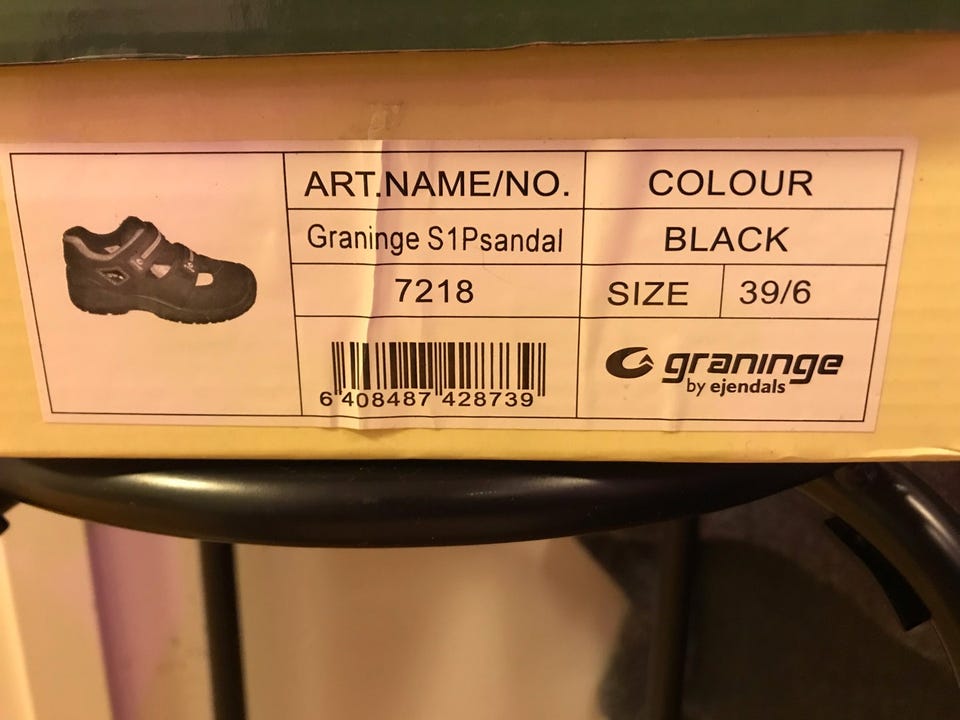 ART.NAME/NO.
COLOUR
Graninge S1Psandal
BLACK
7218
SIZE
39/6
6 408487 428739
graninge
by ejendals